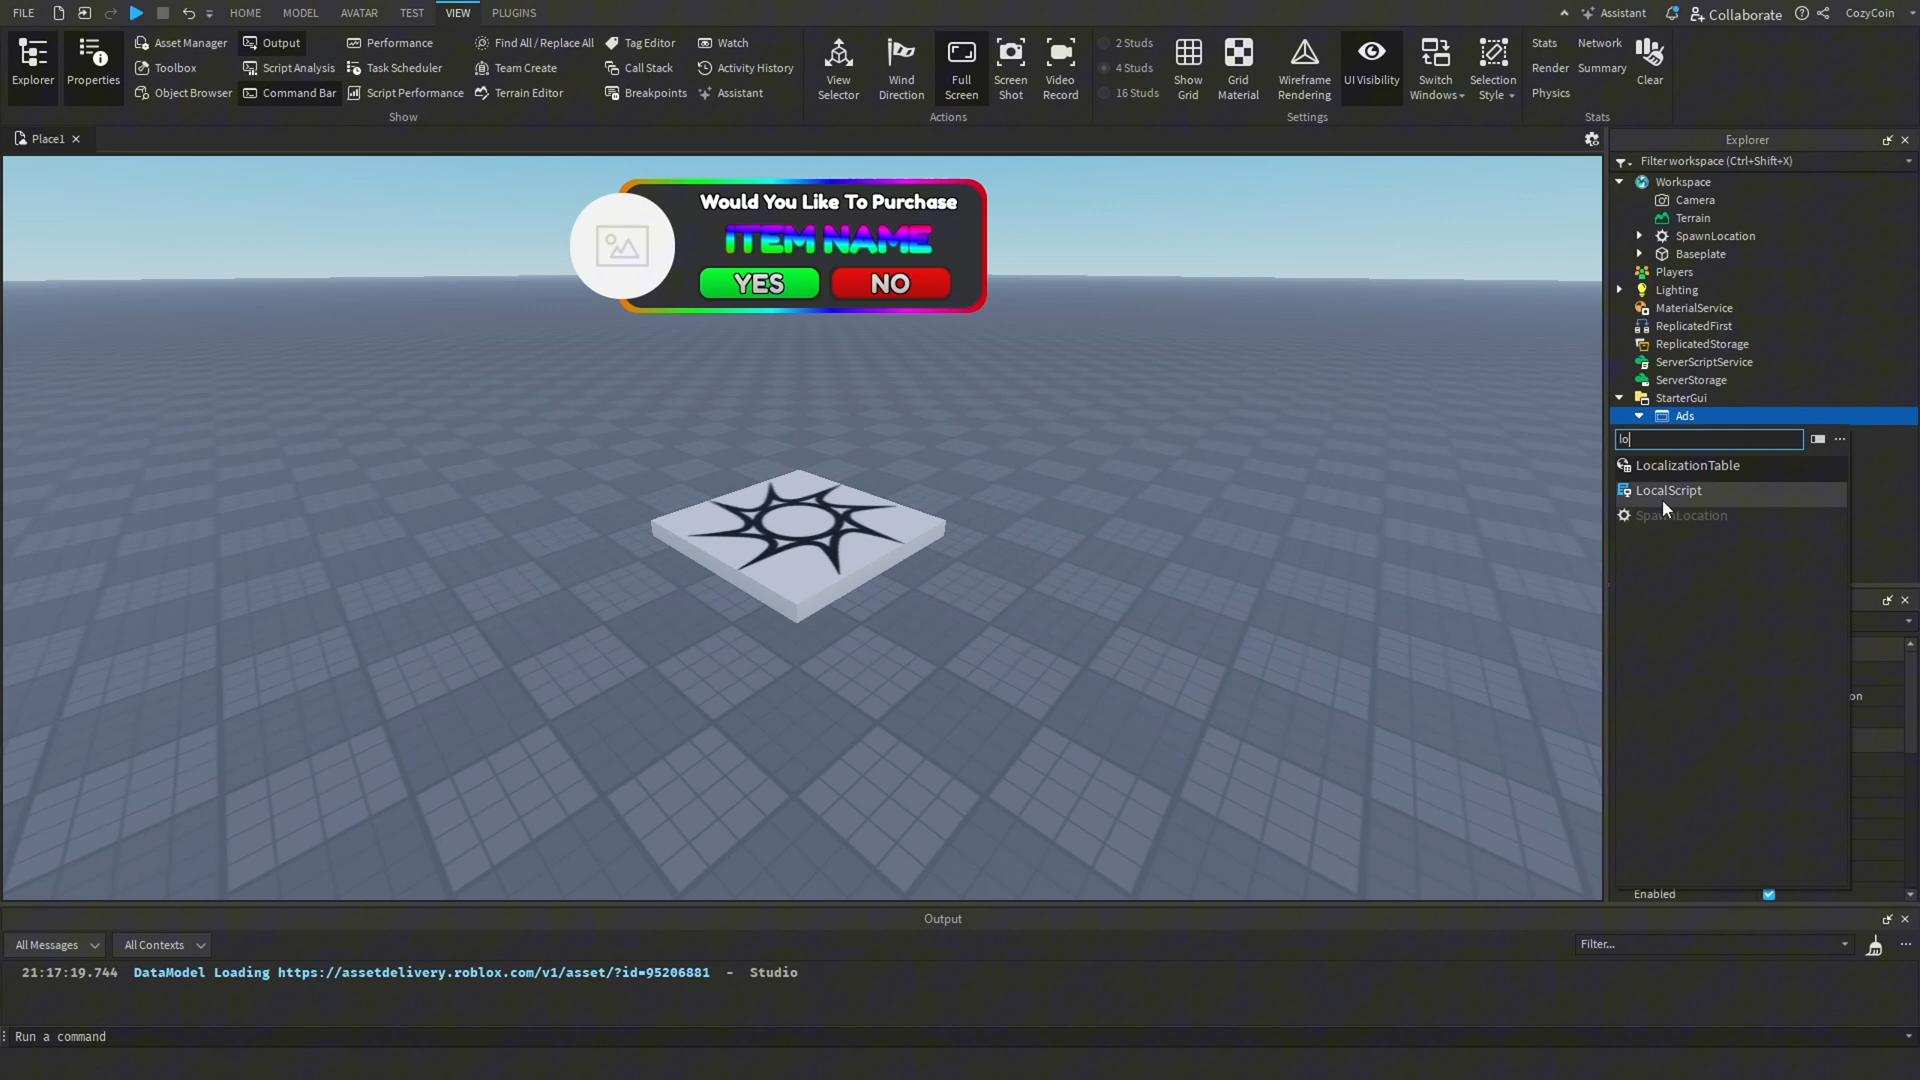 FILE HOME MODEL AVATAR TEST VIEW PLUGINS Assistant Collaborate CozyCoin
Explorer Properties
Asset Manager Output Performance Find All / Replace All Tag Editor Watch
Toolbox Script Analysis Task Scheduler Team Create Call Stack Activity History
Object Browser Command Bar Script Performance Terrain Editor Breakpoints Assistant
Show
View Selector
Wind Direction
Full Screen
Screen Shot
Video Record
Actions
2 Studs
4 Studs
16 Studs
Show Grid
Grid Material
Wireframe Rendering
UI Visibility
Switch Windows
Selection Style
Settings
Stats Network
Render Summary
Physics
Clear
Stats
Place1
Would You Like To Purchase
ITEM NAME
YES NO
Explorer
Filter workspace (Ctrl+Shift+X)
Workspace
Camera
Terrain
SpawnLocation
Baseplate
Players
Lighting
MaterialService
ReplicatedFirst
ReplicatedStorage
ServerScriptService
ServerStorage
StarterGui
Ads
lo
LocalizationTable
LocalScript
SpawnLocation
on
Enabled
Output
All Messages All Contexts Filter...
21:17:19.744 DataModel Loading https://assetdelivery.roblox.com/v1/asset/?id=95206881 - Studio
Run a command